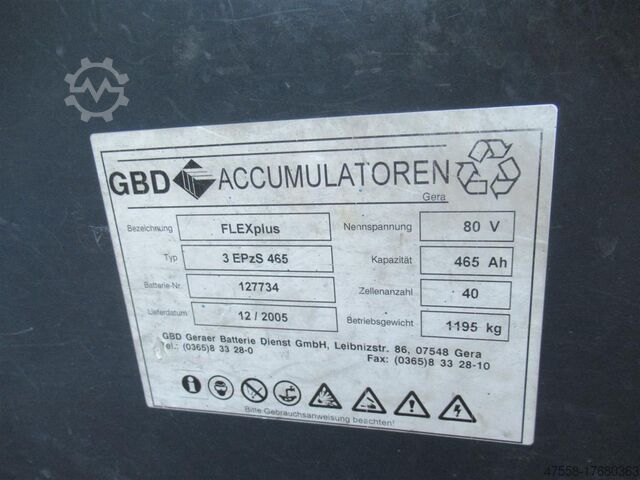 GBD ACCUMULATOREN
Gera
Bezeichnung FLEXplus Nennspannung 80 V
Typ 3 EPzS 465 Kapazität 465 Ah
Batterie-Nr. 127734 Zellenanzahl 40
Lieferdatum 12 / 2005 Betriebsgewicht 1195 kg
GBD Geraer Batterie Dienst GmbH, Leibnizstr. 86, 07548 Gera
Tel.: (0365)8 33 28-0 Fax: (0365)8 33 28-10
Bitte Gebrauchsanweisung beachten!
47558-17680363